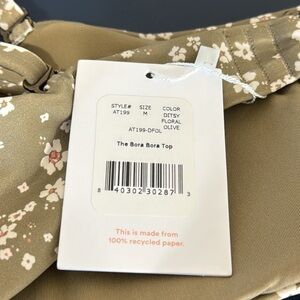 STYLE# SIZE COLOR
AT199 M DITSY
FLORAL
OLIVE
AT199-DFOL
The Bora Bora Top
8 40302 30287 3
This is made from
100% recycled paper.